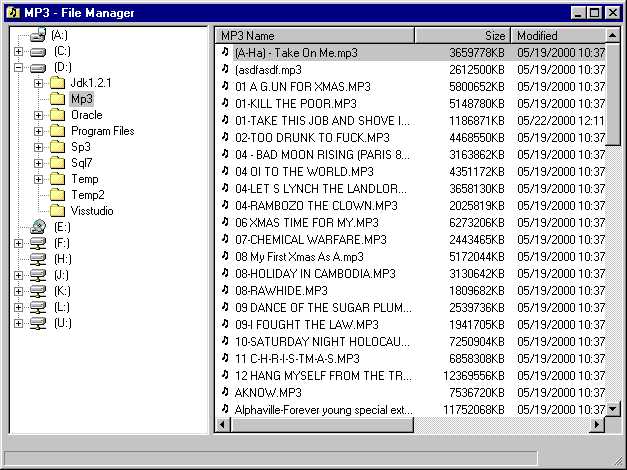 MP3 - File Manager
(A:)
(C:)
(D:)
Jdk1.2.1
Mp3
Oracle
Program Files
Sp3
Sql7
Temp
Temp2
Visstudio
(E:)
(F:)
(H:)
(J:)
(K:)
(L:)
(U:)
MP3 Name Size Modified
(A-Ha) - Take On Me.mp3 3659778KB 05/19/2000 10:37
(asdfasdf.mp3 2612500KB 05/19/2000 10:37
01 A G.UN FOR XMAS.MP3 5800652KB 05/19/2000 10:37
01-KILL THE POOR.MP3 5148780KB 05/19/2000 10:37
01-TAKE THIS JOB AND SHOVE I... 1186871KB 05/22/2000 12:11
02-TOO DRUNK TO FUCK.MP3 4468550KB 05/19/2000 10:37
04 - BAD MOON RISING (PARIS 8... 3163862KB 05/19/2000 10:37
04 OI TO THE WORLD.MP3 4351172KB 05/19/2000 10:37
04-LET S LYNCH THE LANDLOR... 3658130KB 05/19/2000 10:37
04-RAMBOZO THE CLOWN.MP3 2025819KB 05/19/2000 10:37
06 XMAS TIME FOR MY.MP3 6273206KB 05/19/2000 10:37
07-CHEMICAL WARFARE.MP3 2443465KB 05/19/2000 10:37
08 My First Xmas As A.mp3 5172044KB 05/19/2000 10:37
08-HOLIDAY IN CAMBODIA.MP3 3130642KB 05/19/2000 10:37
08-RAWHIDE.MP3 1809682KB 05/19/2000 10:37
09 DANCE OF THE SUGAR PLUM... 2539736KB 05/19/2000 10:37
09-I FOUGHT THE LAW.MP3 1941705KB 05/19/2000 10:37
10-SATURDAY NIGHT HOLOCAU... 7250904KB 05/19/2000 10:37
11 C-H-R-I-S-T-M-A-S.MP3 6858308KB 05/19/2000 10:37
12 HANG MYSELF FROM THE TR... 12369556KB 05/19/2000 10:37
AKNOW.MP3 7536720KB 05/19/2000 10:37
Alphaville-Forever young special ext... 11752068KB 05/19/2000 10:37